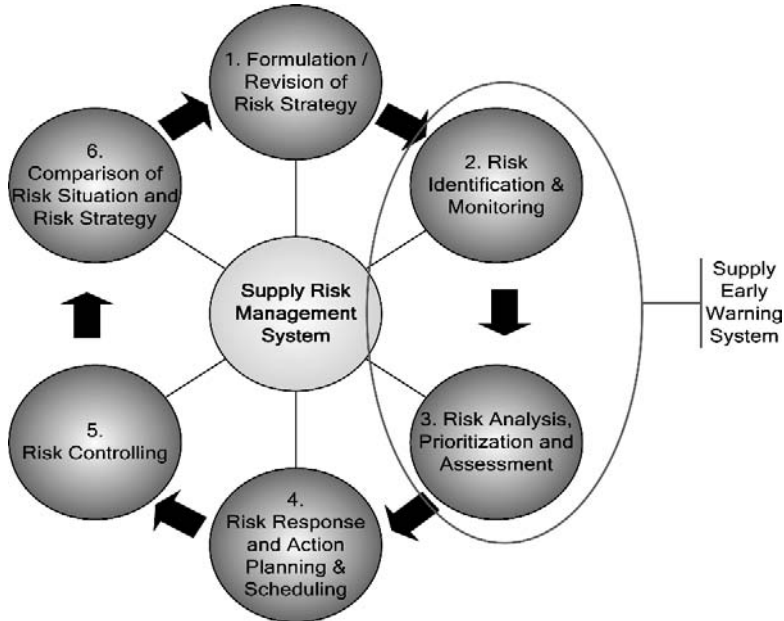 1. Formulation /
Revision of
Risk Strategy
2. Risk
Identification &
Monitoring
3. Risk Analysis,
Prioritization and
Assessment
4.
Risk Response
and Action
Planning &
Scheduling
5.
Risk Controlling
6.
Comparison of
Risk Situation and
Risk Strategy
Supply Risk
Management
System
Supply
Early
Warning
System